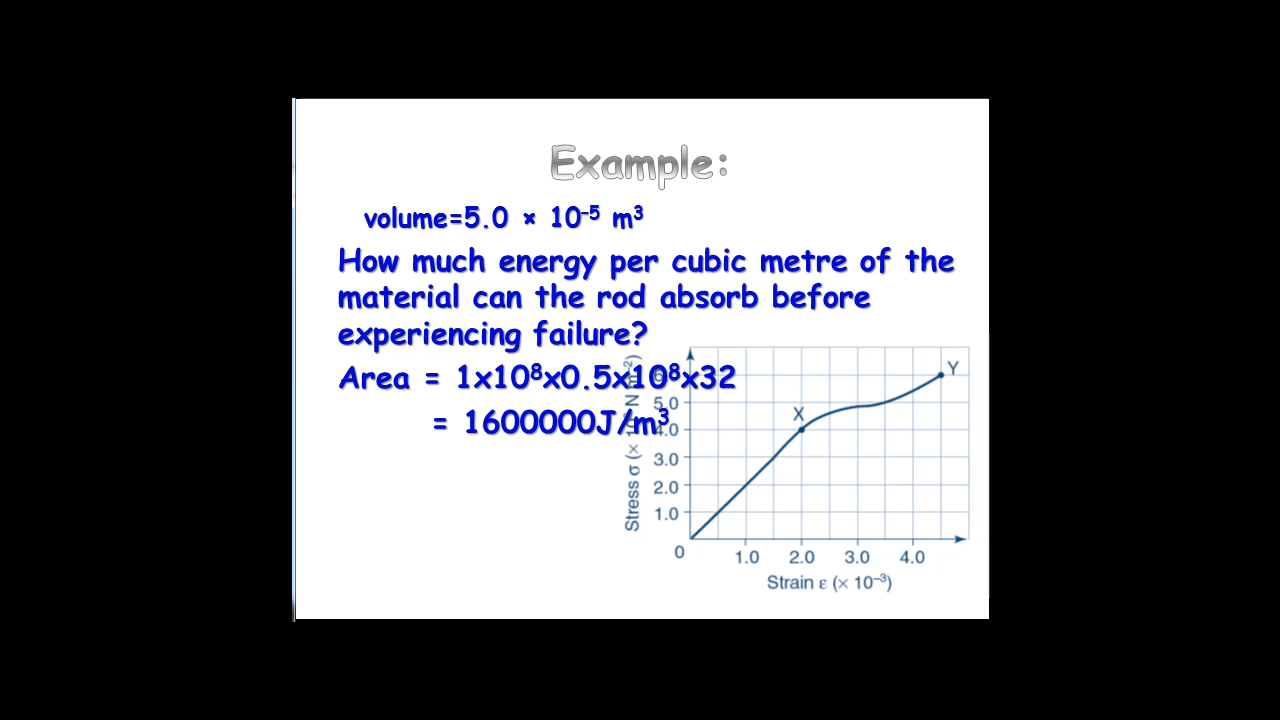 Example:
volume=5.0 × 10⁻⁵ m³
How much energy per cubic metre of the
material can the rod absorb before
experiencing failure?
Area = 1x10⁸x0.5x10⁸x32
= 1600000J/m³
Stress σ (× 10⁸ N m⁻²)
5.0
4.0
3.0
2.0
1.0
0
X
Y
1.0 2.0 3.0 4.0
Strain ε (× 10⁻³)